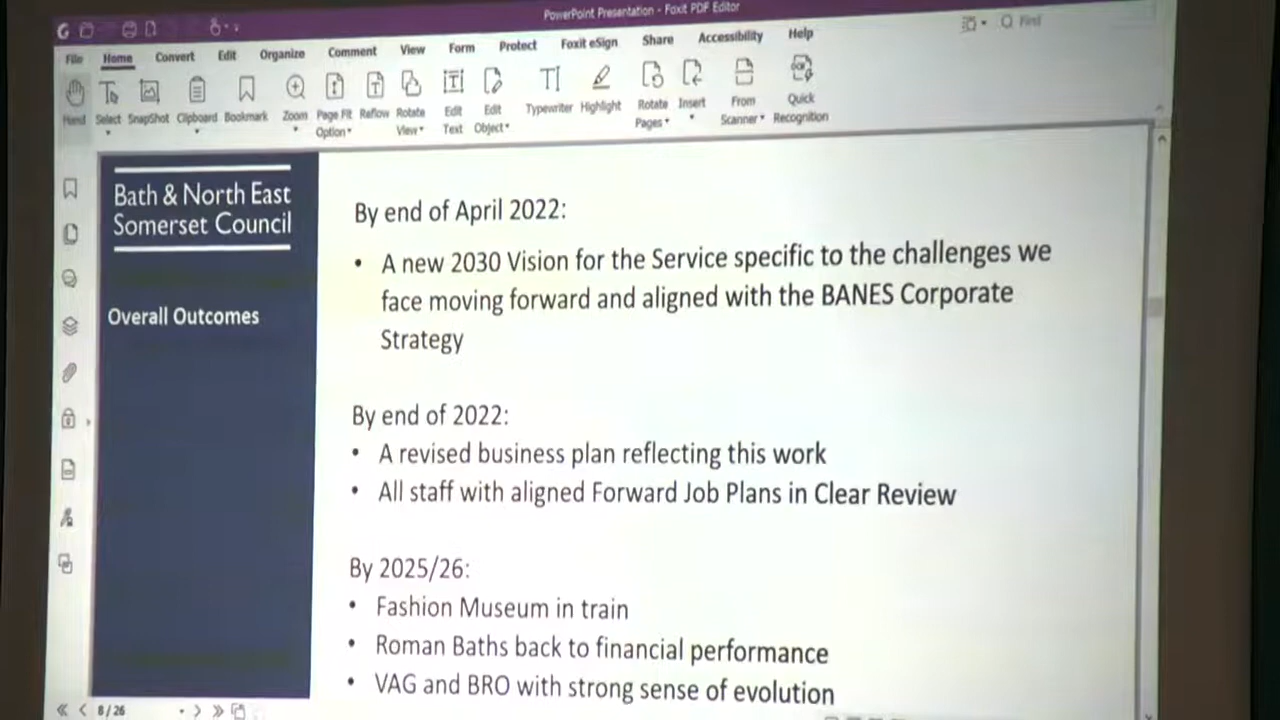 PowerPoint Presentation - Foxit PDF Editor
Find
File Home Convert Edit Organize Comment View Form Protect Foxit eSign Share Accessibility Help
Hand Select SnapShot Clipboard Bookmark Zoom Page Fit Option Reflow Rotate View Edit Text Edit Object Typewriter Highlight Rotate Pages Insert From Scanner Quick Recognition
Bath & North East
Somerset Council
Overall Outcomes
By end of April 2022:
• A new 2030 Vision for the Service specific to the challenges we
face moving forward and aligned with the BANES Corporate
Strategy
By end of 2022:
• A revised business plan reflecting this work
• All staff with aligned Forward Job Plans in Clear Review
By 2025/26:
• Fashion Museum in train
• Roman Baths back to financial performance
• VAG and BRO with strong sense of evolution
8 / 26